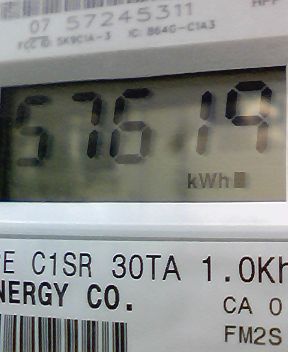 07 57245311
FCC ID: SK9C1A-3 IC: 864G-C1A3
57619
kWh
PE C1SR 30TA 1.0Kh
NERGY CO.
CA 0
FM2S